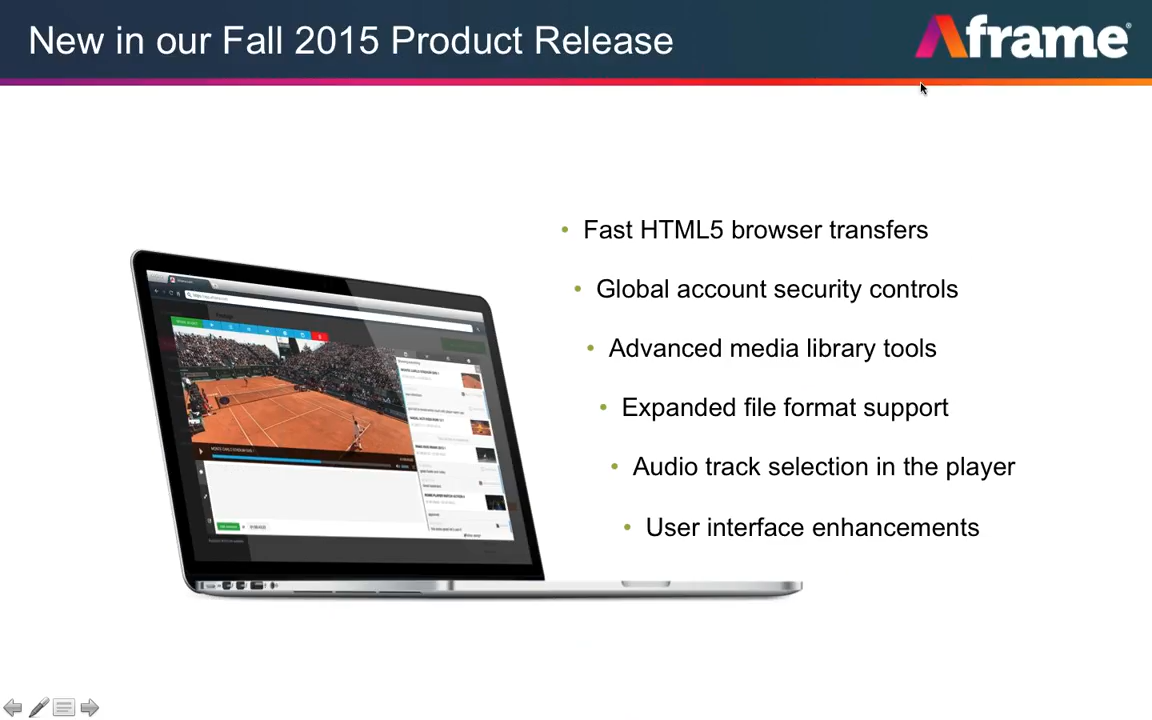 New in our Fall 2015 Product Release
Aframe®
• Fast HTML5 browser transfers
• Global account security controls
• Advanced media library tools
• Expanded file format support
• Audio track selection in the player
• User interface enhancements